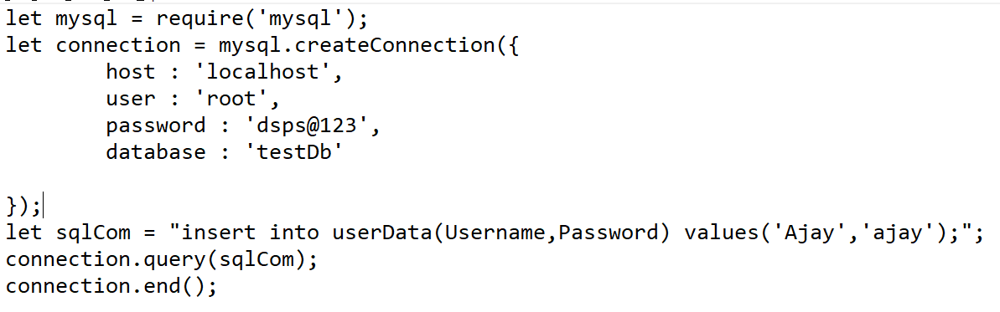 let mysql = require('mysql');
let connection = mysql.createConnection({
        host : 'localhost',
        user : 'root',
        password : 'dsps@123',
        database : 'testDb'

});
let sqlCom = "insert into userData(Username,Password) values('Ajay','ajay');";
connection.query(sqlCom);
connection.end();